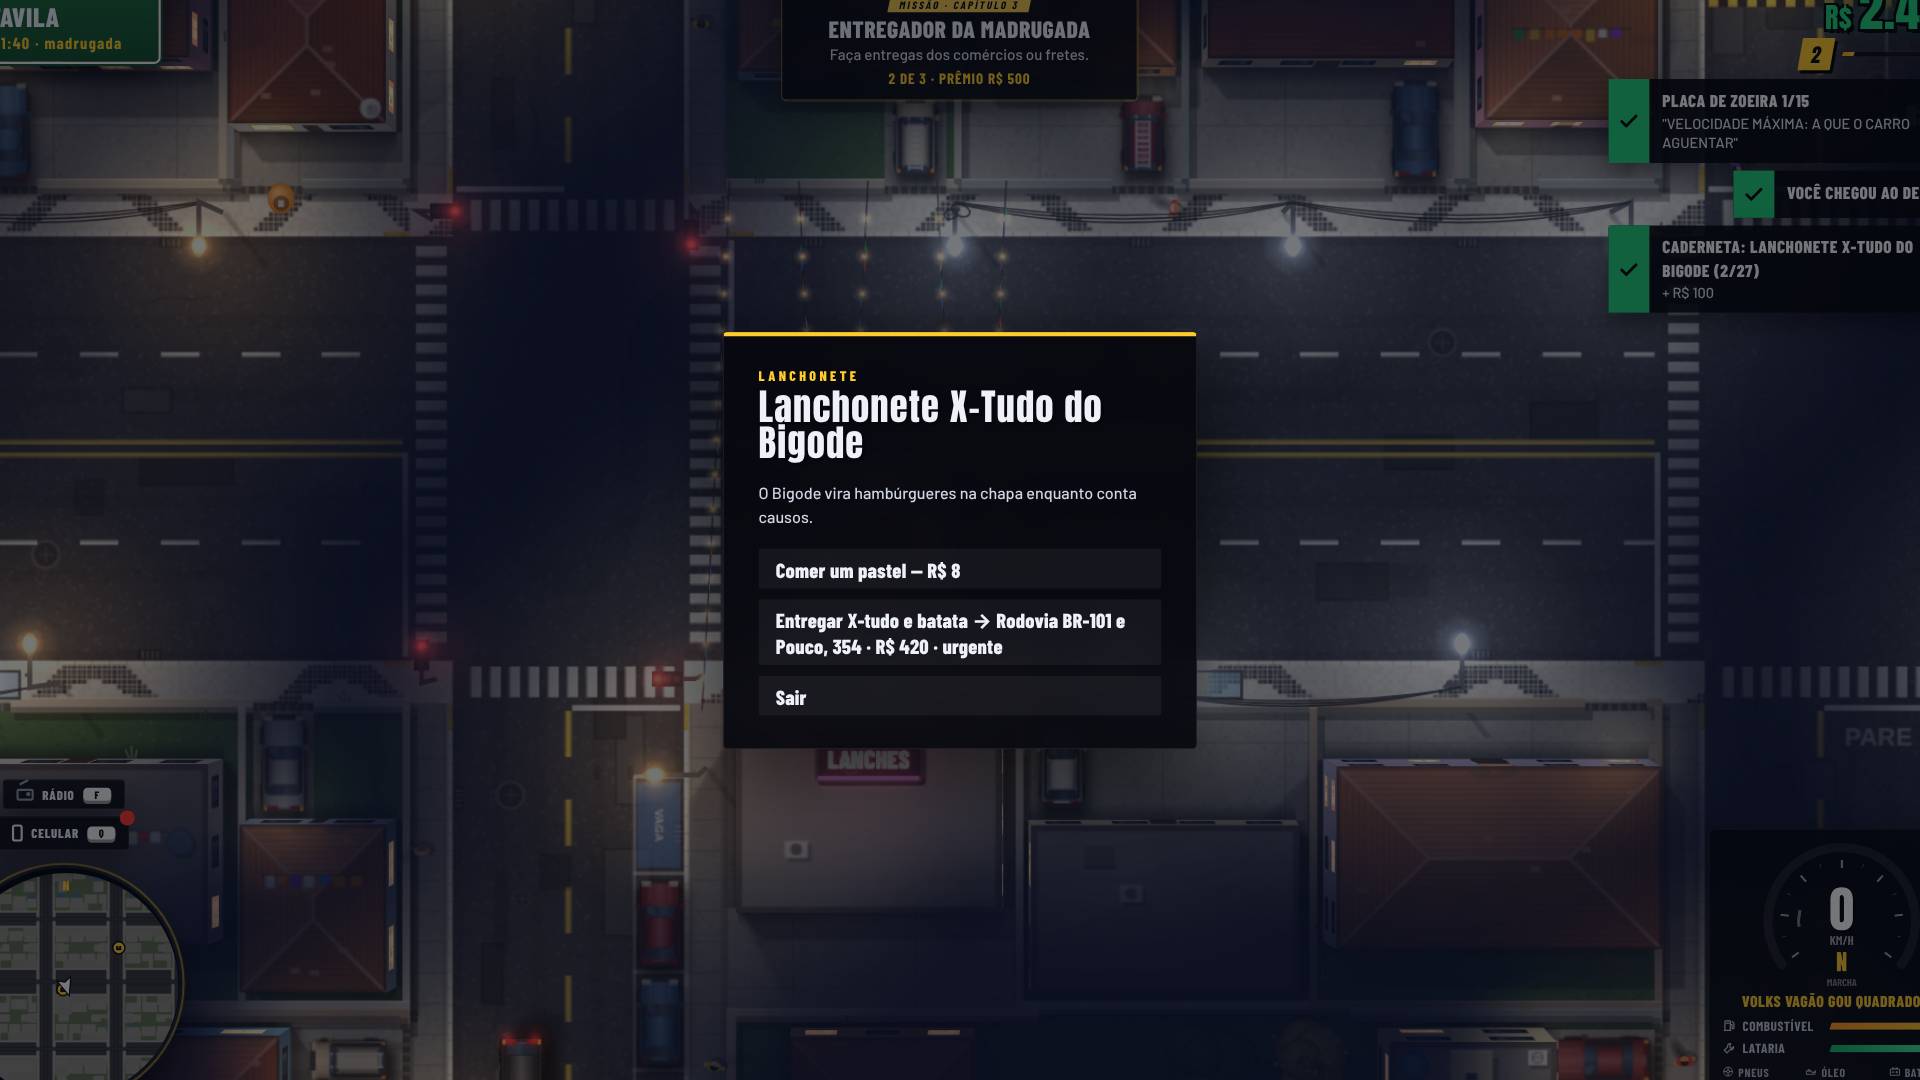 AVILA
1:40 · madrugada
MISSÃO · CAPÍTULO 3
ENTREGADOR DA MADRUGADA
Faça entregas dos comércios ou fretes.
2 DE 3 · PRÊMIO R$ 500
R$ 2.4
2
PLACA DE ZOEIRA 1/15
"VELOCIDADE MÁXIMA: A QUE O CARRO
AGUENTAR"
VOCÊ CHEGOU AO DE
CADERNETA: LANCHONETE X-TUDO DO
BIGODE (2/27)
+ R$ 100
LANCHONETE
Lanchonete X-Tudo do
Bigode
O Bigode vira hambúrgueres na chapa enquanto conta
causos.
Comer um pastel – R$ 8
Entregar X-tudo e batata → Rodovia BR-101 e
Pouco, 354 · R$ 420 · urgente
Sair
LANCHES
PARE
VAGA
RÁDIO F
CELULAR Q
N
0
KM/H
N
MARCHA
VOLKS VAGÃO GOU QUADRADO
COMBUSTÍVEL
LATARIA
PNEUS ÓLEO BAT